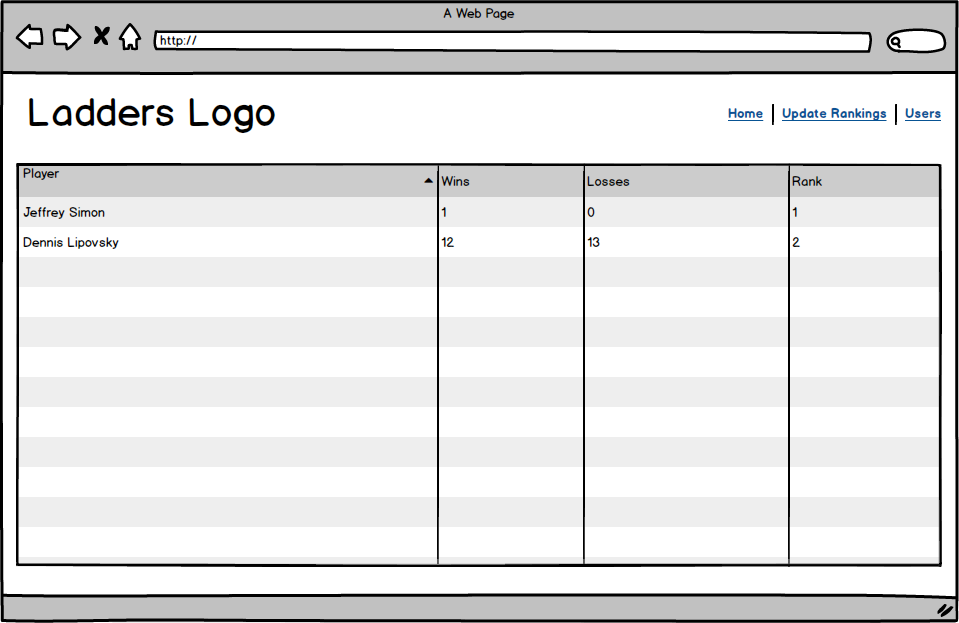 A Web Page
http://
Ladders Logo
Home Update Rankings Users
Player Wins Losses Rank
Jeffrey Simon 1 0 1
Dennis Lipovsky 12 13 2